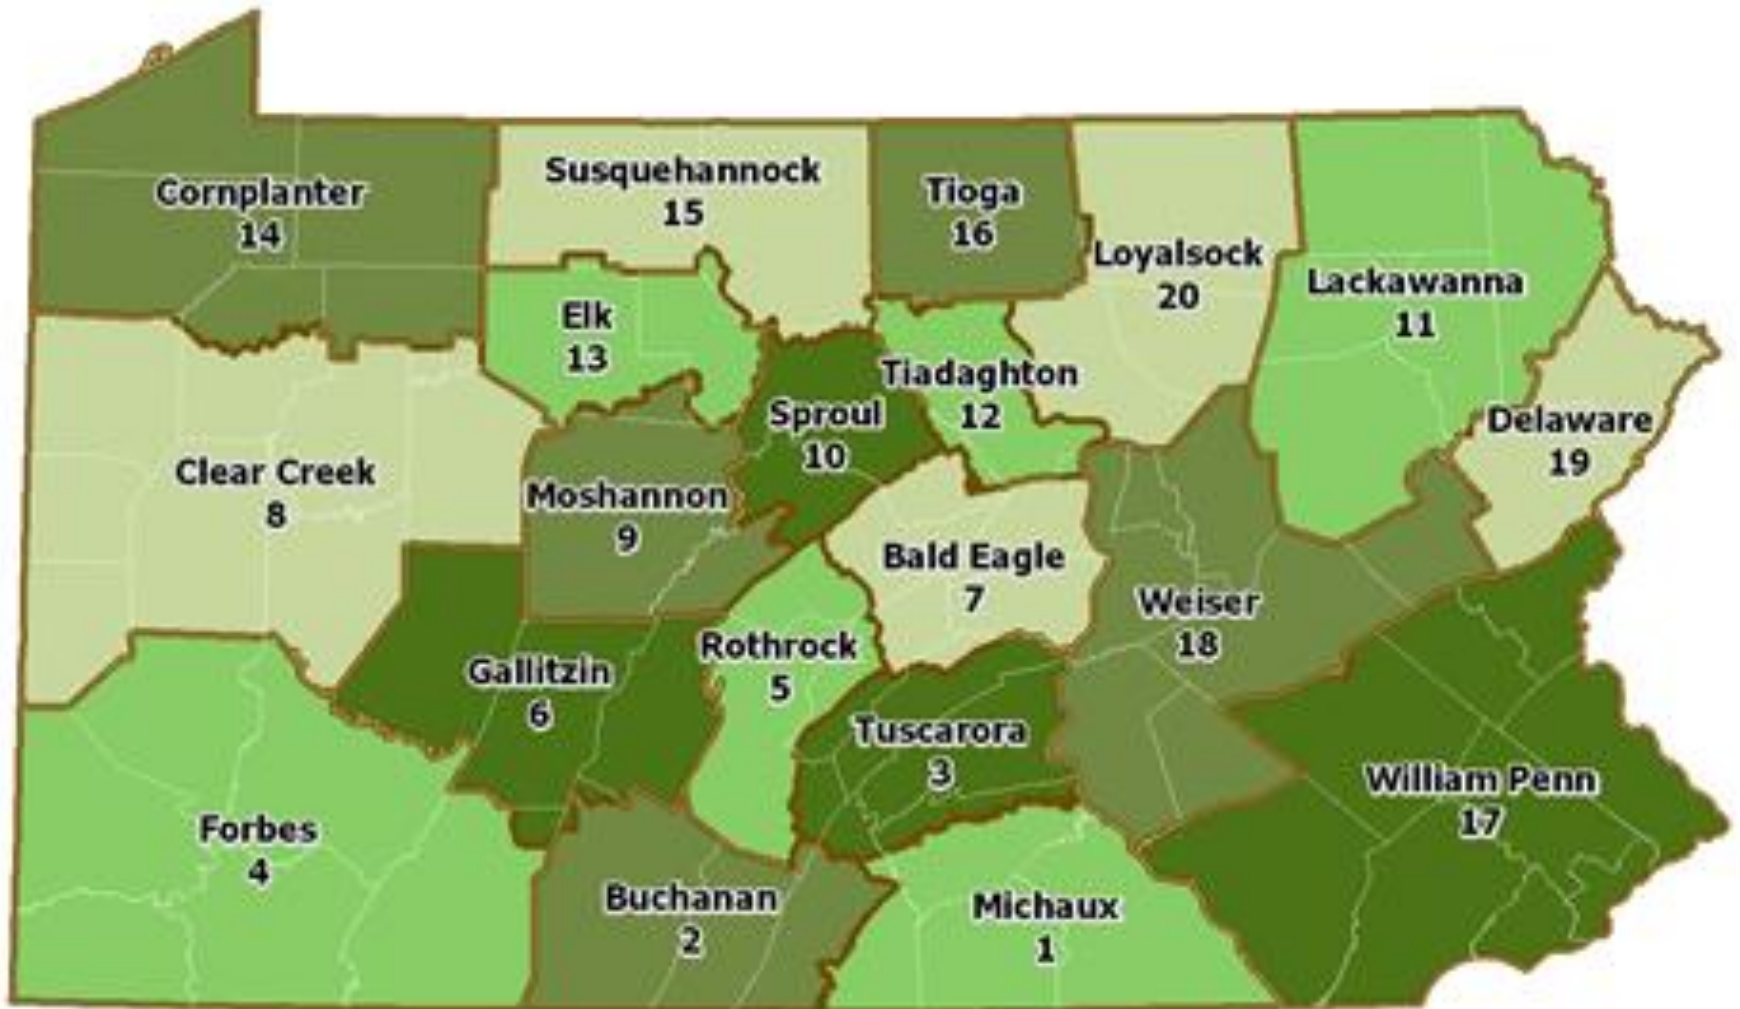 Cornplanter
14
Susquehannock
15
Tioga
16
Loyalsock
20
Lackawanna
11
Elk
13
Tiadaghton
12
Sproul
10
Delaware
19
Clear Creek
8
Moshannon
9
Bald Eagle
7
Weiser
18
Rothrock
5
Gallitzin
6
Tuscarora
3
William Penn
17
Forbes
4
Buchanan
2
Michaux
1